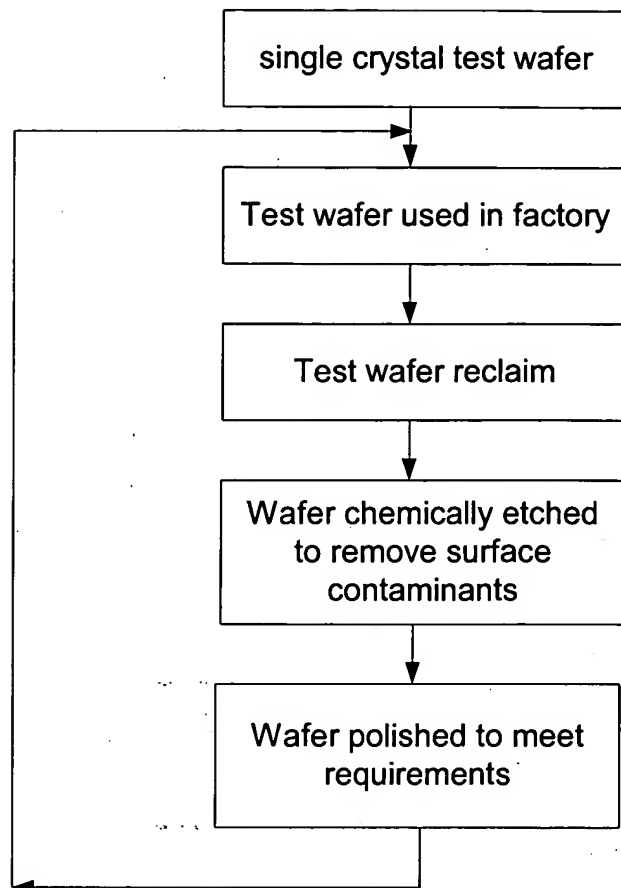 single crystal test wafer
Test wafer used in factory
Test wafer reclaim
Wafer chemically etched
to remove surface
contaminants
Wafer polished to meet
requirements